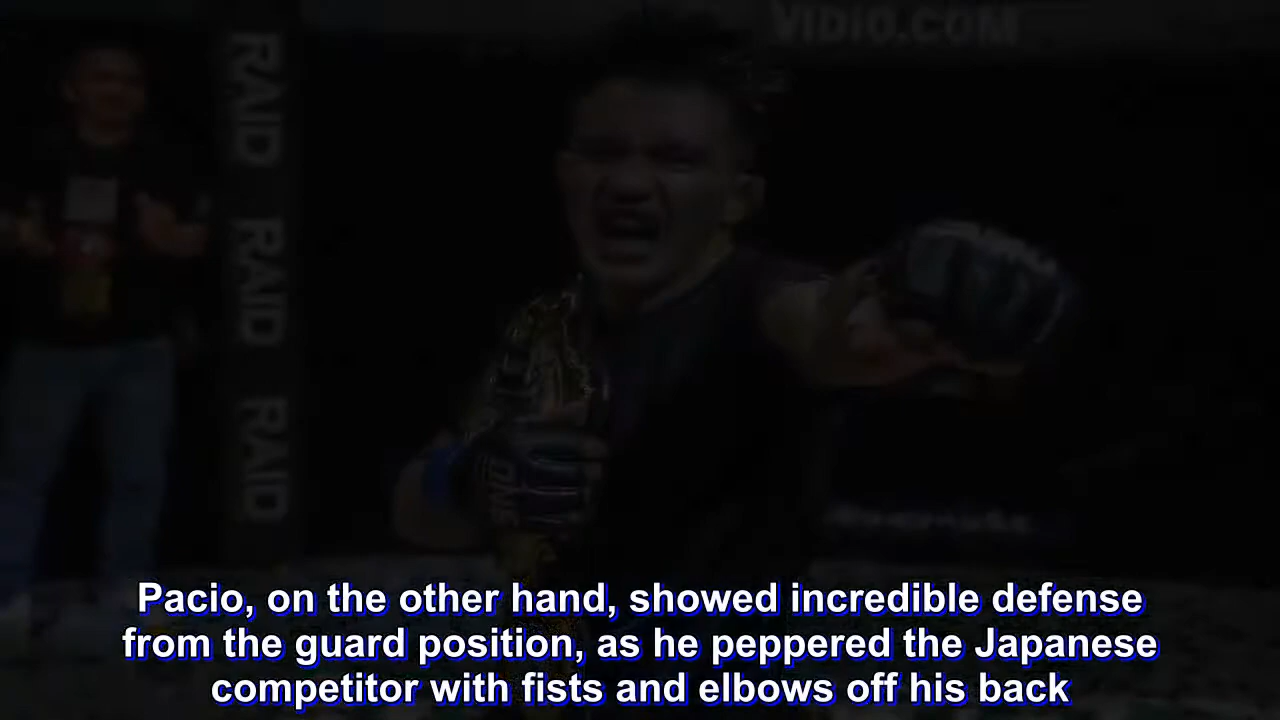 VIDIO.COM
RAID
RAID
RAID
ONE
Pacio, on the other hand, showed incredible defense
from the guard position, as he peppered the Japanese
competitor with fists and elbows off his back